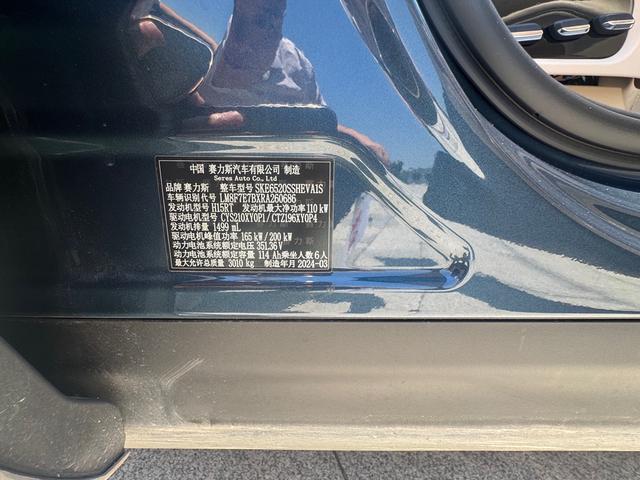 中国 赛力斯汽车有限公司 制造
Seres Auto Co., Ltd
品牌 赛力斯 整车型号 SKE6520SSHEVA1S
车辆识别代号 LM8F7E7BXRA260686
发动机型号 H15RT 发动机最大净功率 110 kW
驱动电机型号 CYS210XY0P1/CTZ196XY0P4
发动机排量 1499 mL
驱动电机峰值功率 165 kW/200 kW
动力电池系统额定电压 351.36V
动力电池系统额定容量 114 Ah 乘坐人数 6人
最大允许总质量 3010 kg 制造年月 2024-03